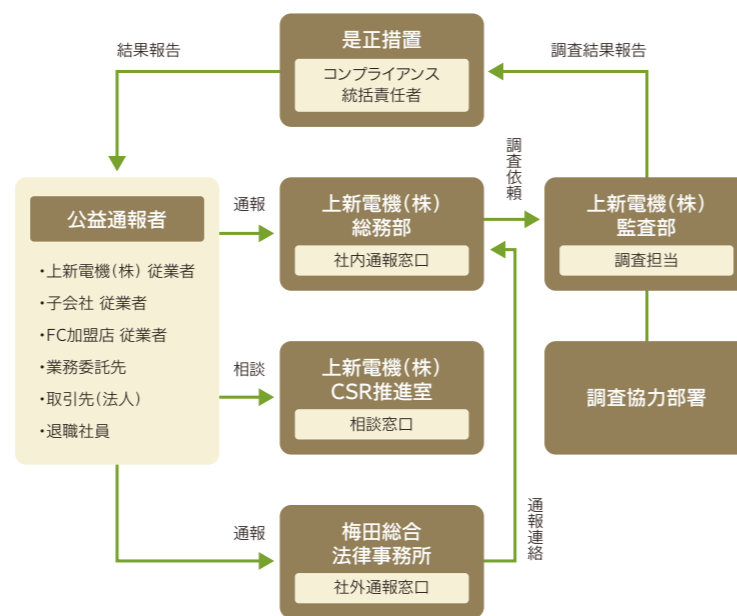 結果報告
是正措置
コンプライアンス
統括責任者
調査結果報告
公益通報者
・上新電機(株) 従業者
・子会社 従業者
・FC加盟店 従業者
・業務委託先
・取引先(法人)
・退職社員
通報
上新電機(株)
総務部
社内通報窓口
調査依頼
上新電機(株)
監査部
調査担当
相談
上新電機(株)
CSR推進室
相談窓口
調査協力部署
通報
梅田総合
法律事務所
社外通報窓口
通報連絡